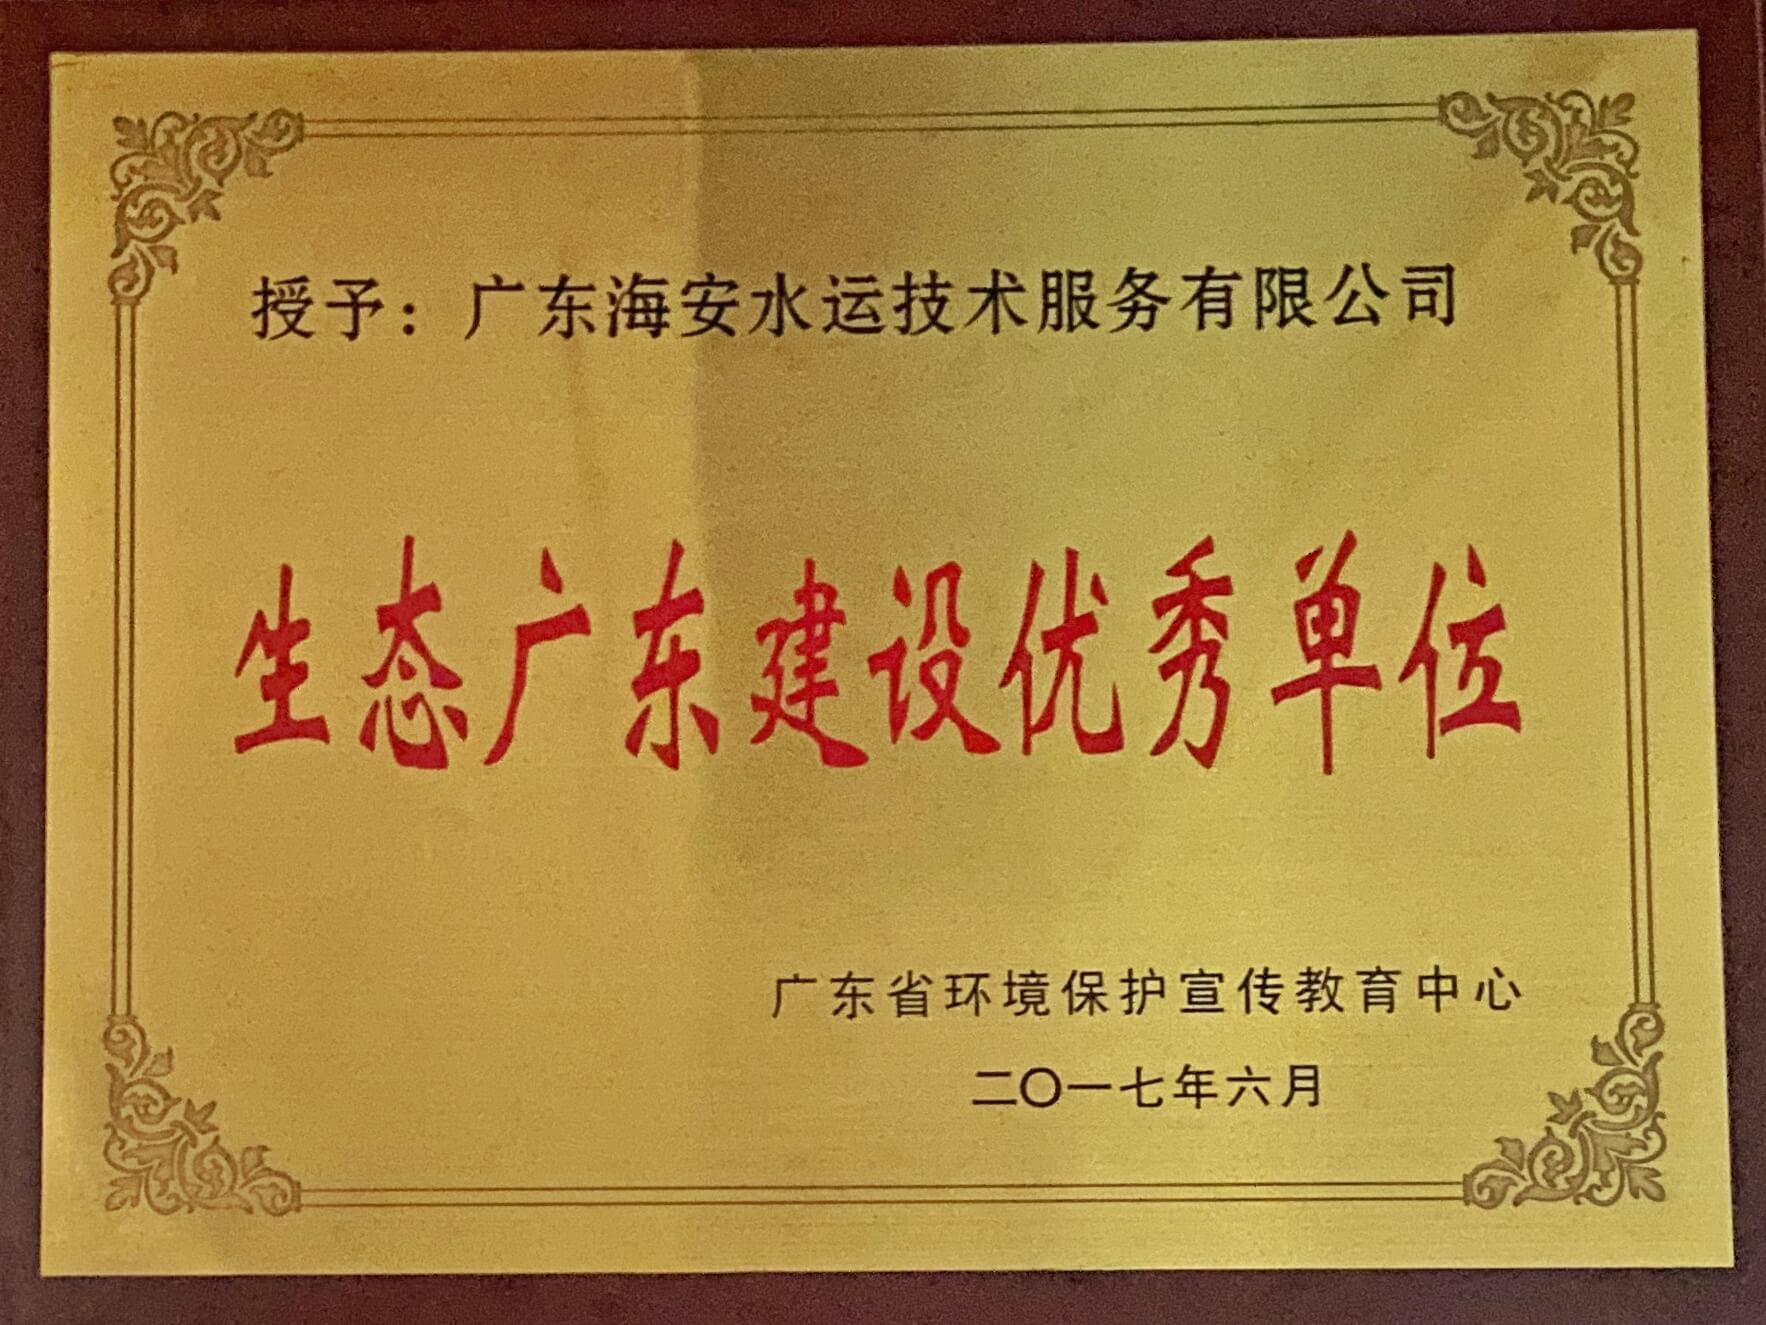 授予：广东海安水运技术服务有限公司
生态广东建设优秀单位
广东省环境保护宣传教育中心
二〇一七年六月